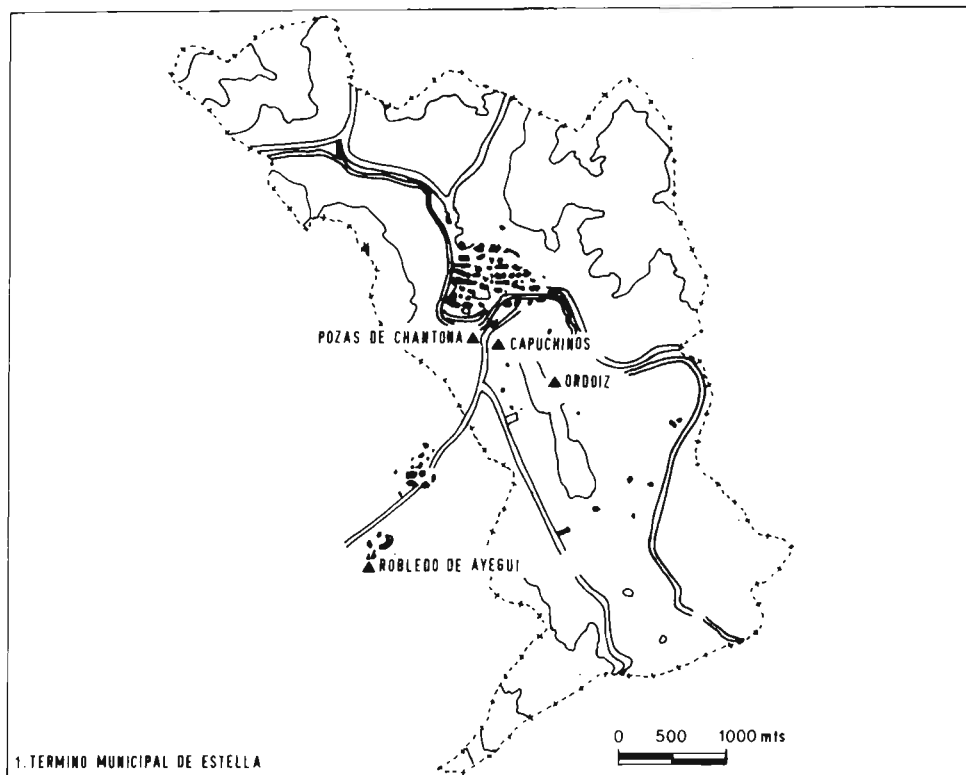 POZAS DE CHANTONA
CAPUCHINOS
ORDOIZ
ROBLEDO DE AYEGUI
0 500 1000 mts
1. TERMINO MUNICIPAL DE ESTELLA